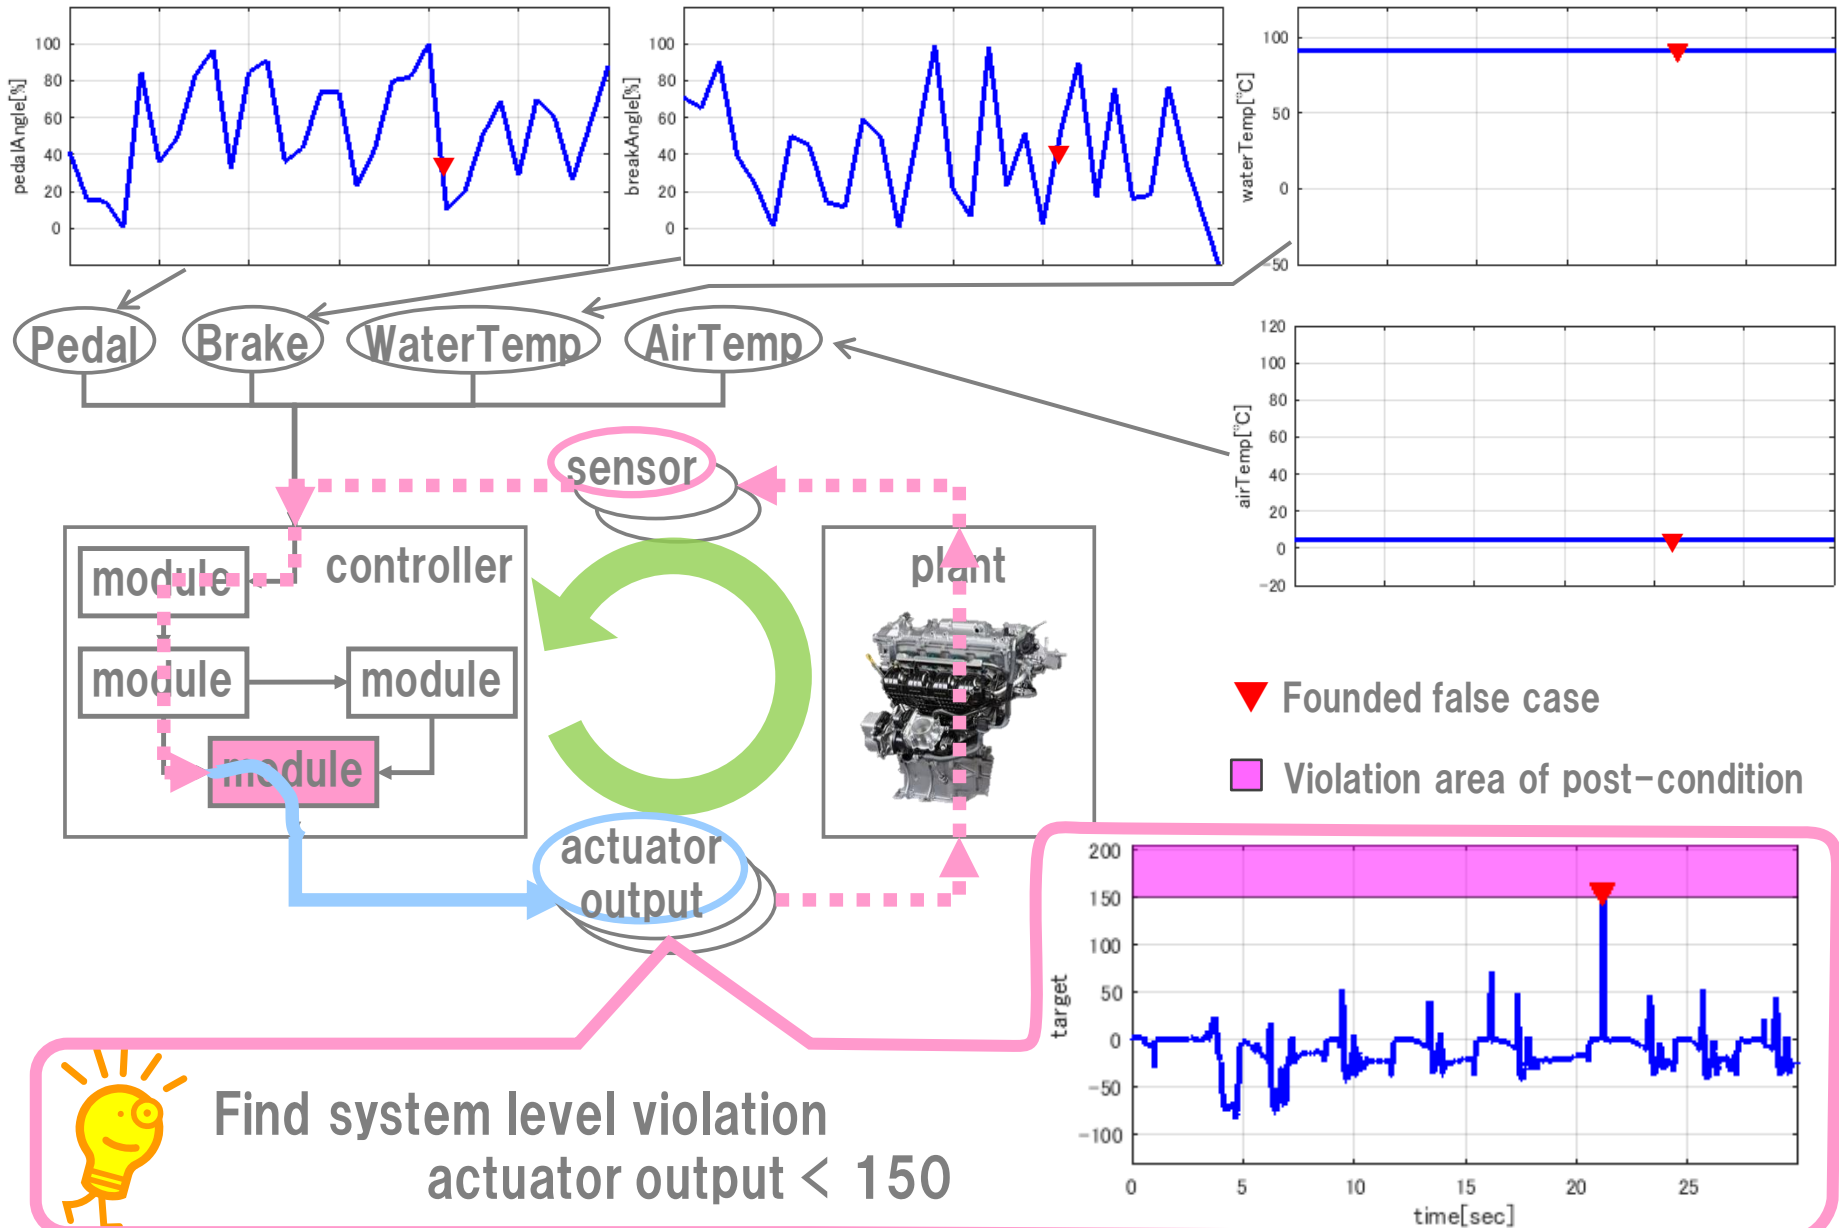 100
80
60
40
20
0
pedalAngle[%]
100
80
60
40
20
0
breakAngle[%]
100
50
0
-50
waterTemp[℃]
Pedal
Brake
WaterTemp
AirTemp
120
100
80
60
40
20
0
-20
airTemp[℃]
sensor
controller
module
module
module
module
plant
actuator
output
Founded false case
Violation area of post-condition
200
150
100
50
0
-50
-100
target
0 5 10 15 20 25
time[sec]
Find system level violation
actuator output < 150